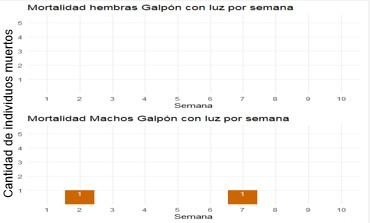 Mortalidad hembras Galpón con luz por semana
Cantidad de individuos muertos
5
4
3
2
1
1 2 3 4 5 6 7 8 9 10
Semana
Mortalidad Machos Galpón con luz por semana
5
4
3
2
1
1 1
1 2 3 4 5 6 7 8 9 10
Semana